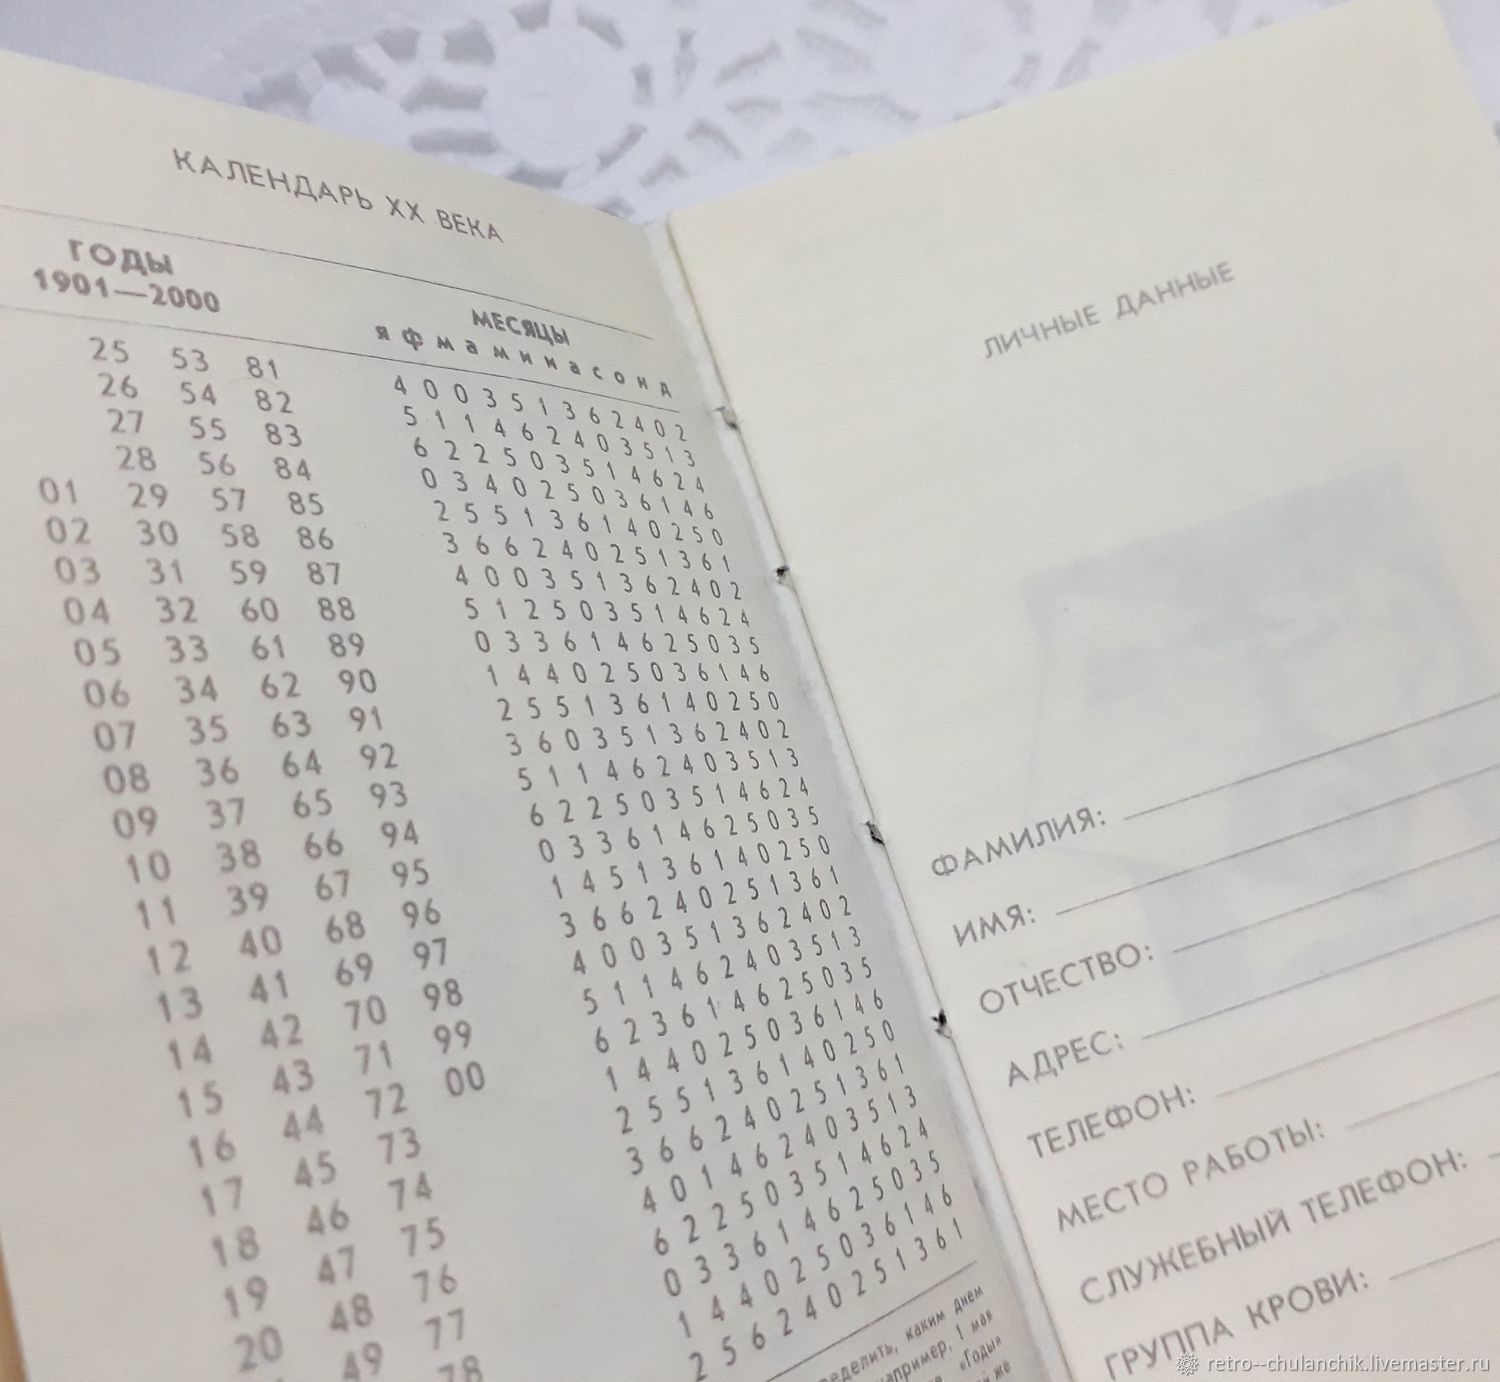 КАЛЕНДАРЬ XX ВЕКА
ГОДЫ
1901—2000
МЕСЯЦЫ
я ф м а м и и а с о н д
25 53 81 4 0 0 3 5 1 3 6 2 4 0 2
26 54 82 5 1 1 4 6 2 4 0 3 5 1 3
27 55 83 6 2 2 5 0 3 5 1 4 6 2 4
28 56 84 0 3 4 0 2 5 0 3 6 1 4 6
01 29 57 85 2 5 5 1 3 6 1 4 0 2 5 0
02 30 58 86 3 6 6 2 4 0 2 5 1 3 6 1
03 31 59 87 4 0 0 3 5 1 3 6 2 4 0 2
04 32 60 88 5 1 2 5 0 3 5 1 4 6 2 4
05 33 61 89 0 3 3 6 1 4 6 2 5 0 3 5
06 34 62 90 1 4 4 0 2 5 0 3 6 1 4 6
07 35 63 91 2 5 5 1 3 6 1 4 0 2 5 0
08 36 64 92 3 6 0 3 5 1 3 6 2 4 0 2
09 37 65 93 5 1 1 4 6 2 4 0 3 5 1 3
10 38 66 94 6 2 2 5 0 3 5 1 4 6 2 4
11 39 67 95 0 3 3 6 1 4 6 2 5 0 3 5
12 40 68 96 1 4 5 1 3 6 1 4 0 2 5 0
13 41 69 97 3 6 6 2 4 0 2 5 1 3 6 1
14 42 70 98 4 0 0 3 5 1 3 6 2 4 0 2
15 43 71 99 5 1 1 4 6 2 4 0 3 5 1 3
16 44 72 00 6 2 3 6 1 4 6 2 5 0 3 5
17 45 73 1 4 4 0 2 5 0 3 6 1 4 6
18 46 74 2 5 5 1 3 6 1 4 0 2 5 0
19 47 75 3 6 6 2 4 0 2 5 1 3 6 1
20 48 76 4 0 1 4 6 2 4 0 3 5 1 3
49 77 6 2 2 5 0 3 5 1 4 6 2 4
78 0 3 3 6 1 4 6 2 5 0 3 5
1 4 4 0 2 5 0 3 6 1 4 6
2 5 6 2 4 0 2 5 1 3 6 1
ределить, каким днем
например, 1 мая
«Годы»
же
ЛИЧНЫЕ ДАННЫЕ
ФАМИЛИЯ:
ИМЯ:
ОТЧЕСТВО:
АДРЕС:
ТЕЛЕФОН:
МЕСТО РАБОТЫ:
СЛУЖЕБНЫЙ ТЕЛЕФОН:
ГРУППА КРОВИ:
retro--chulanchik.livemaster.ru